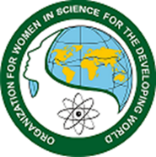 ORGANIZATION FOR WOMEN IN SCIENCE FOR THE DEVELOPING WORLD